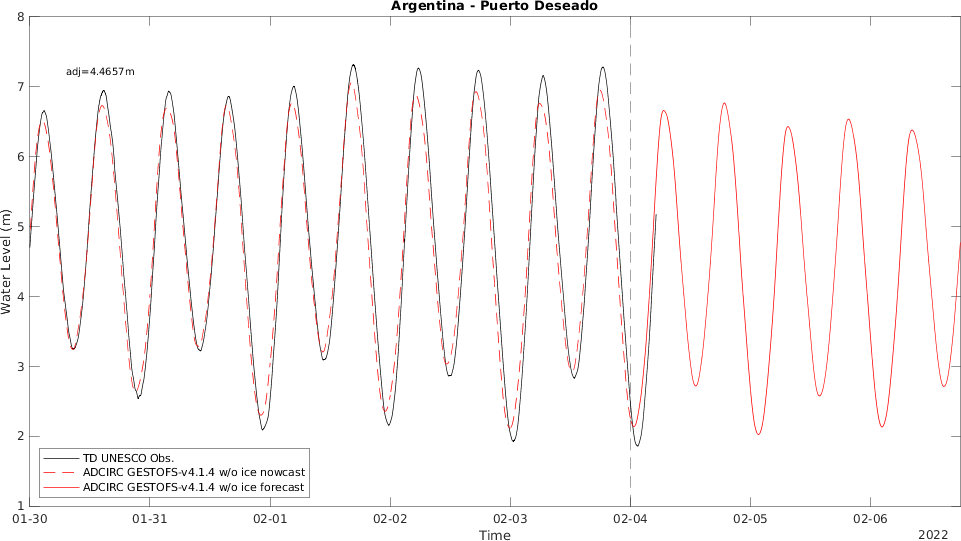 Argentina - Puerto Deseado
8
adj=4.4657m
7
6
5
4
3
2
1
Water Level (m)
TD UNESCO Obs.
ADCIRC GESTOFS-v4.1.4 w/o ice nowcast
ADCIRC GESTOFS-v4.1.4 w/o ice forecast
01-30 01-31 02-01 02-02 02-03 02-04 02-05 02-06
Time
2022